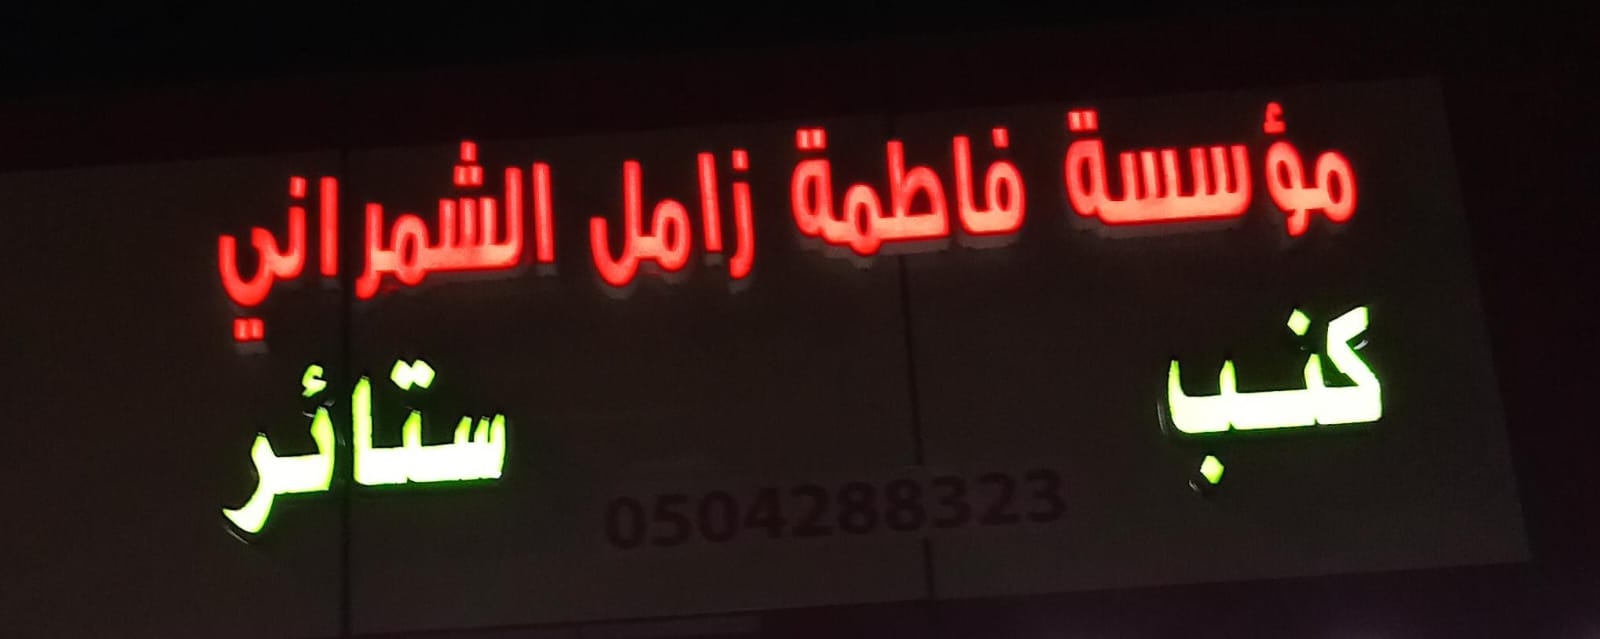 مؤسسة فاطمة زامل الشمراني
كنب ستائر
0504288323